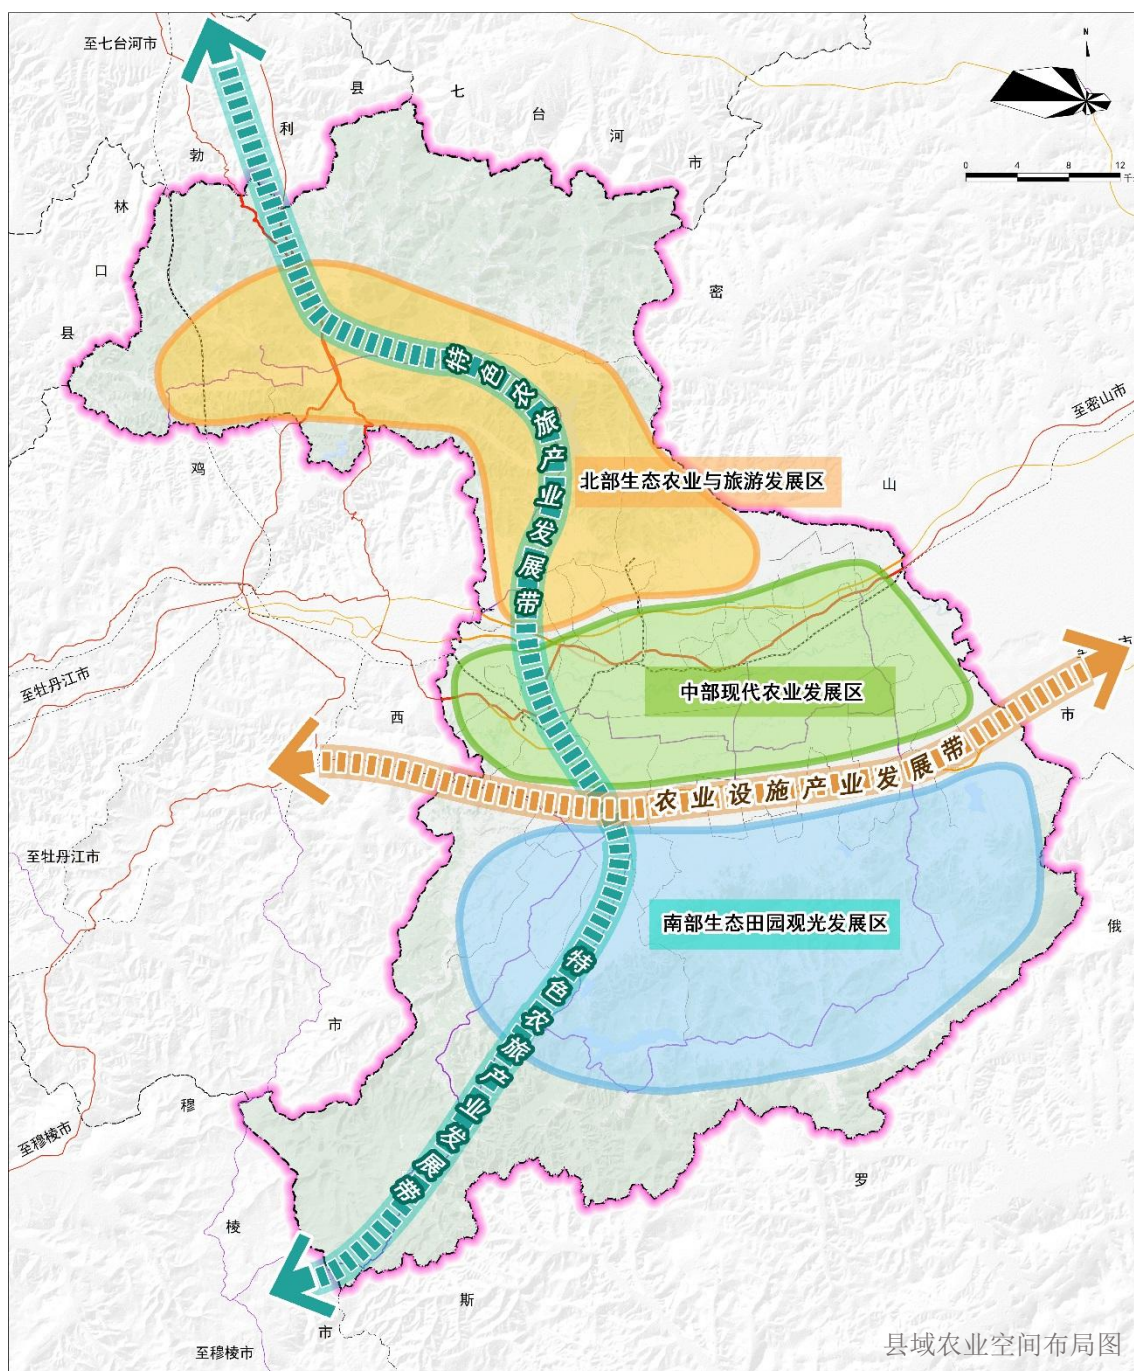 至七台河市
N
0 4 8 12
千
勃利县
七台河市
林口县
密山市
至密山市
特色农旅产业发展带
北部生态农业与旅游发展区
鸡西市
至牡丹江市
中部现代农业发展区
农业设施产业发展带
至牡丹江市
南部生态田园观光发展区
俄罗斯
特色农旅产业发展带
穆棱市
至穆棱市
至穆棱市
县域农业空间布局图